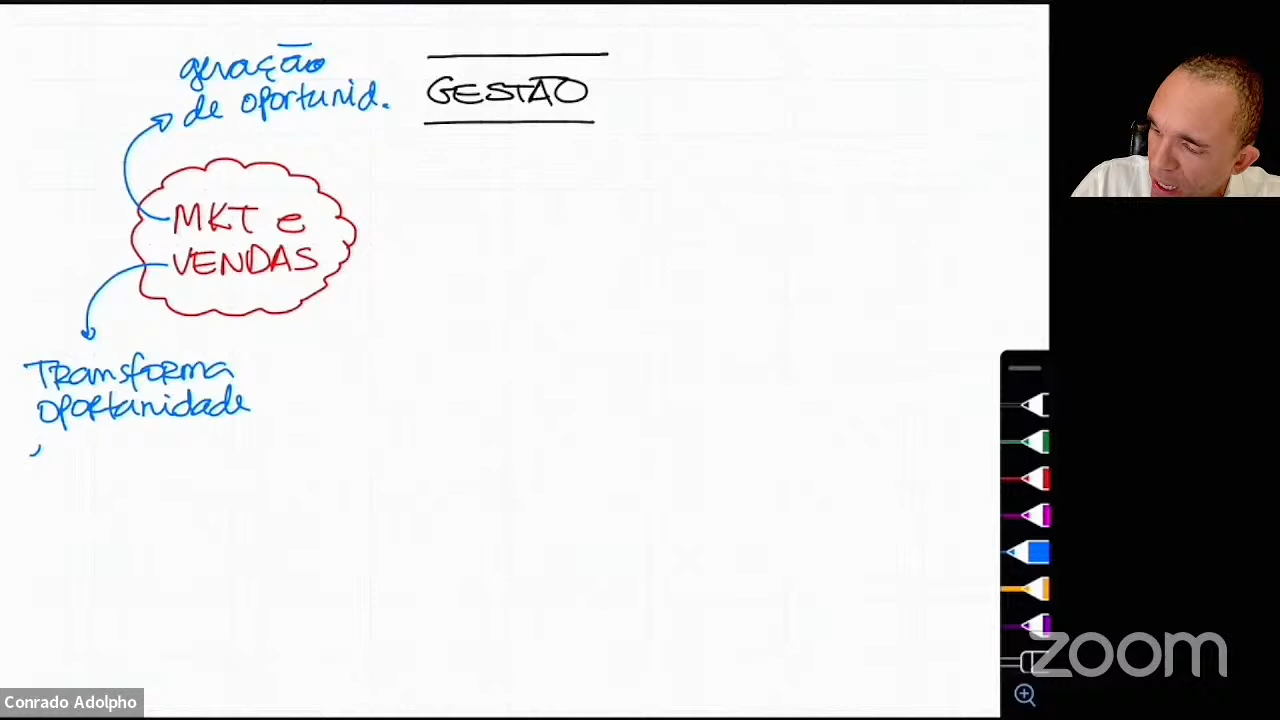 geração
de oportunid.
GESTÃO
MKT e
VENDAS
Transforma
oportunidade
zoom
Conrado Adolpho